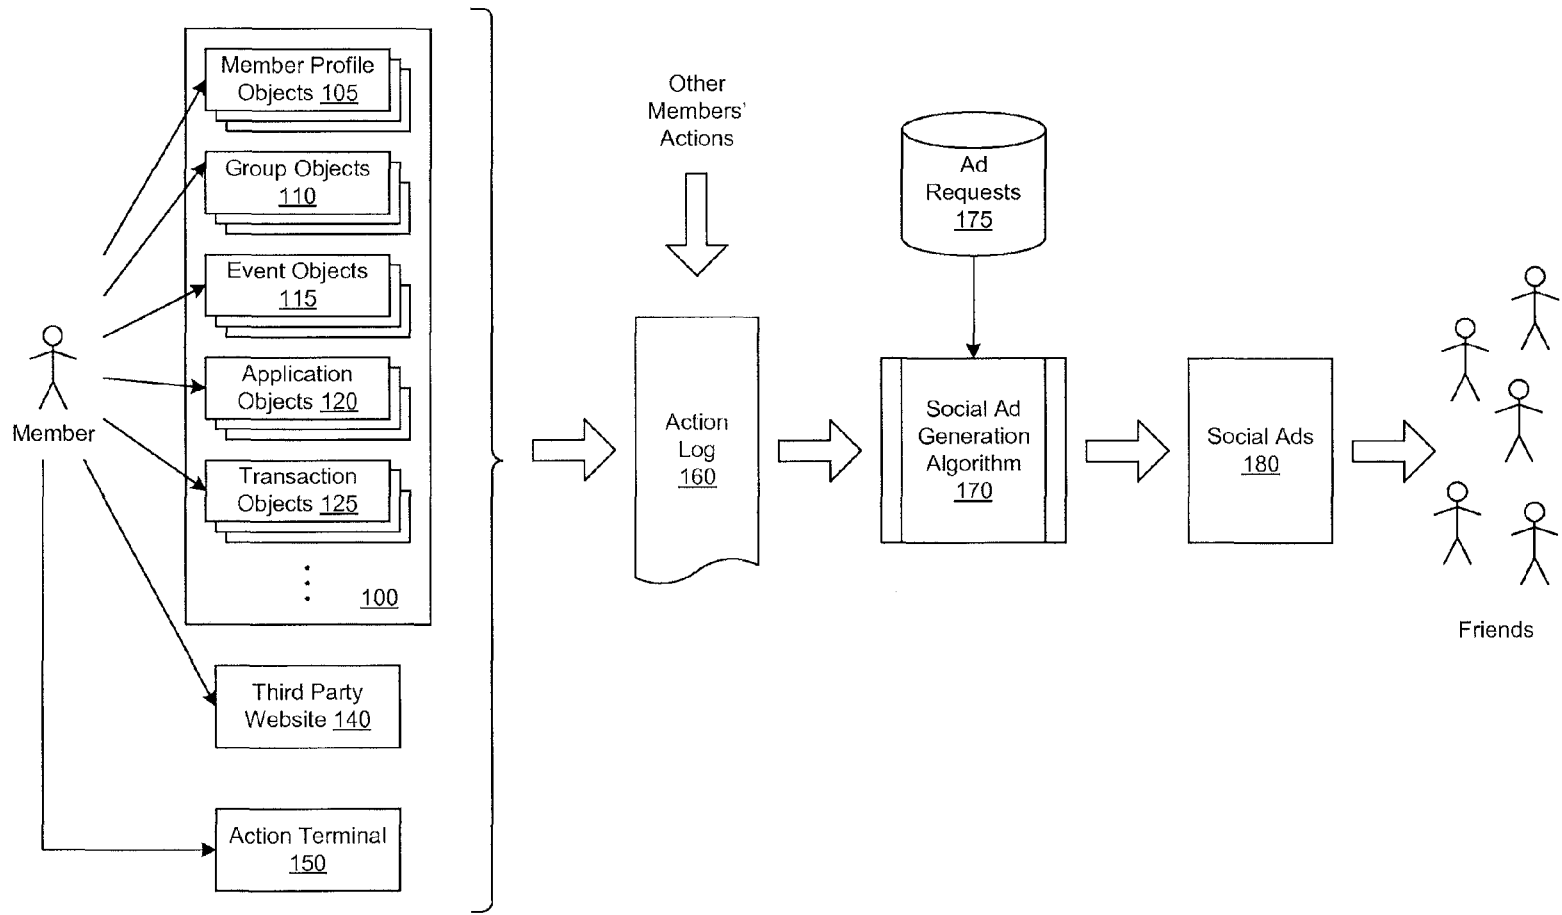 Member Profile
Objects 105
Group Objects
110
Event Objects
115
Application
Objects 120
Transaction
Objects 125
100
Member
Third Party
Website 140
Action Terminal
150
Other
Members'
Actions
Action
Log
160
Ad
Requests
175
Social Ad
Generation
Algorithm
170
Social Ads
180
Friends